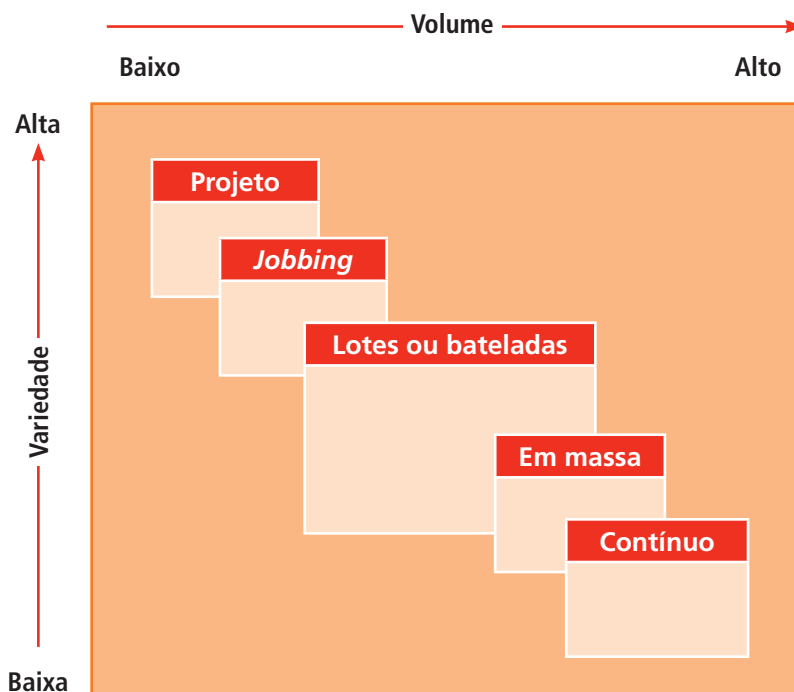 Volume
Baixo
Alto
Alta
Projeto
Jobbing
Lotes ou bateladas
Variedade
Em massa
Contínuo
Baixa